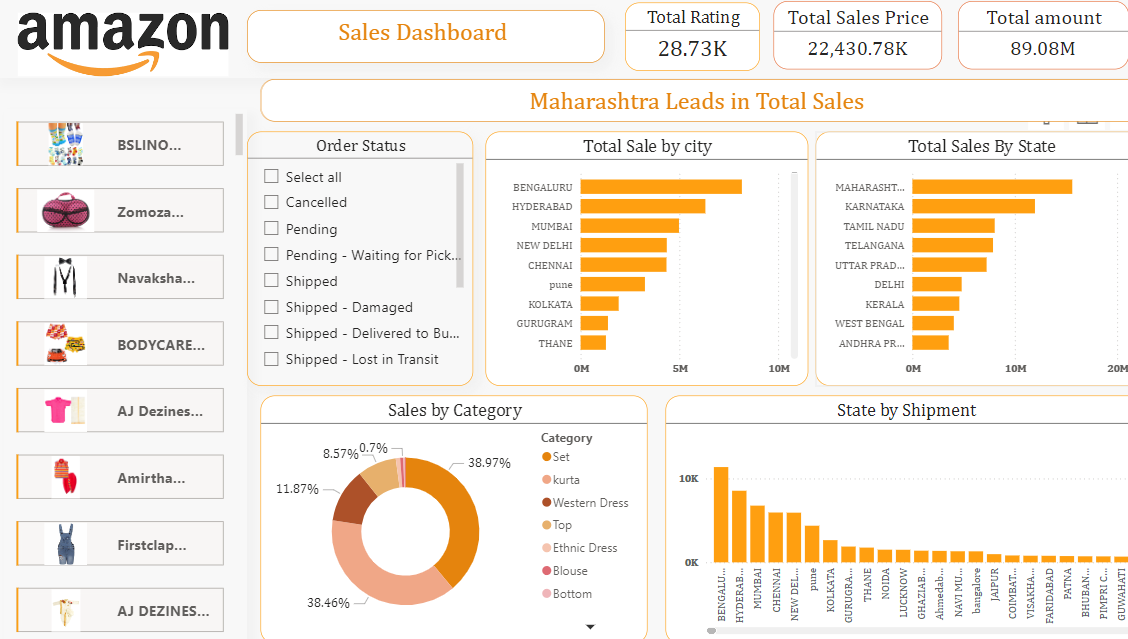 amazon
Sales Dashboard
Total Rating
28.73K
Total Sales Price
22,430.78K
Total amount
89.08M
Maharashtra Leads in Total Sales
BSLINO...
Zomoza...
Navaksha...
BODYCARE...
AJ Dezines...
Amirtha...
Firstclap...
AJ DEZINES...
Order Status
Select all
Cancelled
Pending
Pending - Waiting for Pick...
Shipped
Shipped - Damaged
Shipped - Delivered to Bu...
Shipped - Lost in Transit
Total Sale by city
BENGALURU
HYDERABAD
MUMBAI
NEW DELHI
CHENNAI
pune
KOLKATA
GURUGRAM
THANE
0M 5M 10M
Total Sales By State
MAHARASHT...
KARNATAKA
TAMIL NADU
TELANGANA
UTTAR PRAD...
DELHI
KERALA
WEST BENGAL
ANDHRA PR...
0M 10M 20M
Sales by Category
38.97%
38.46%
11.87%
8.57%
0.7%
Category
Set
kurta
Western Dress
Top
Ethnic Dress
Blouse
Bottom
State by Shipment
10K
0K
BENGALU...
HYDERAB...
MUMBAI
CHENNAI
NEW DEL...
pune
KOLKATA
GURUGRA...
THANE
NOIDA
LUCKNOW
GHAZIAB...
Ahmedab...
NAVI MU...
bangalore
JAIPUR
COIMBAT...
VISAKHA...
FARIDABAD
PATNA
BHUBAN...
PIMPRI C...
GUWAHATI